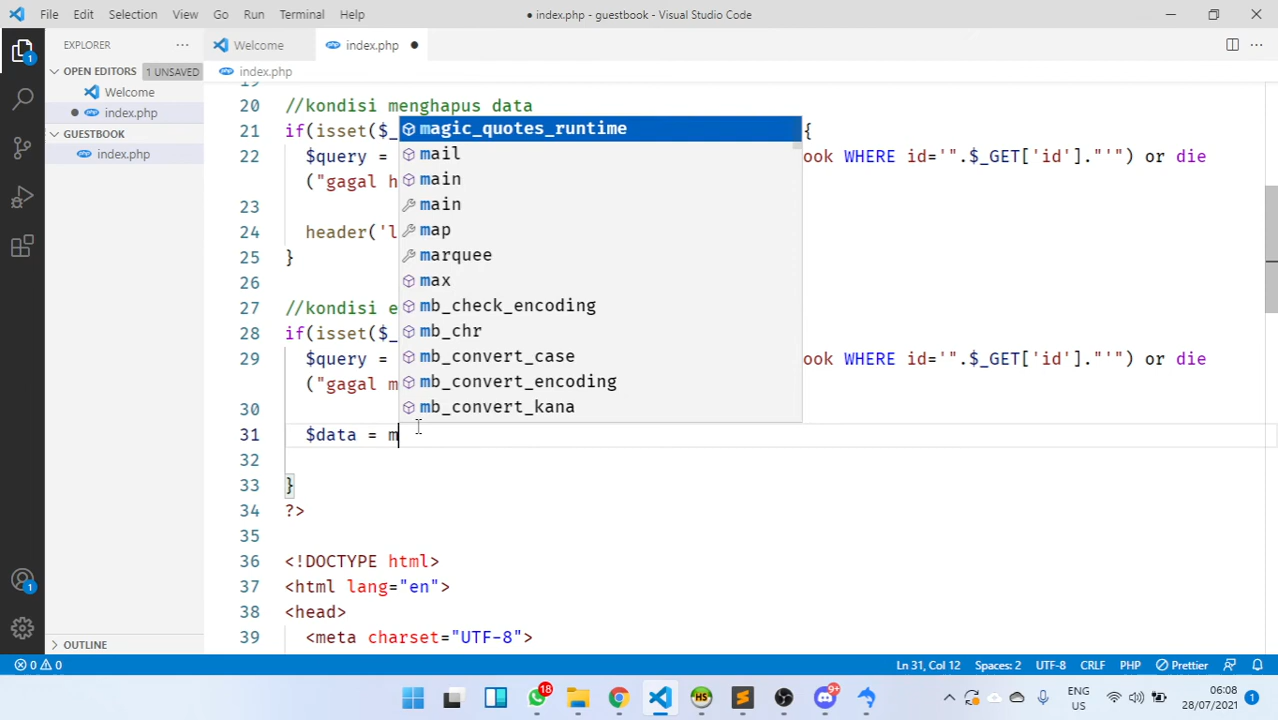 File Edit Selection View Go Run Terminal Help ● index.php - guestbook - Visual Studio Code
EXPLORER ··· Welcome index.php ●
OPEN EDITORS 1 UNSAVED index.php
Welcome
● index.php
GUESTBOOK
index.php
OUTLINE
19
20 //kondisi menghapus data
21 if(isset($_ {
22 $query = ook WHERE id='".$_GET['id']."'") or die
("gagal h
23
24 header('l
25 }
26
27 //kondisi e
28 if(isset($_
29 $query = ook WHERE id='".$_GET['id']."'") or die
("gagal m
30
31 $data = m
32
33 }
34 ?>
35
36 <!DOCTYPE html>
37 <html lang="en">
38 <head>
39 <meta charset="UTF-8">
magic_quotes_runtime
mail
main
main
map
marquee
max
mb_check_encoding
mb_chr
mb_convert_case
mb_convert_encoding
mb_convert_kana
1
1
0 0 Ln 31, Col 12 Spaces: 2 UTF-8 CRLF PHP Prettier
18 9+ ENG US 06:08 28/07/2021 1